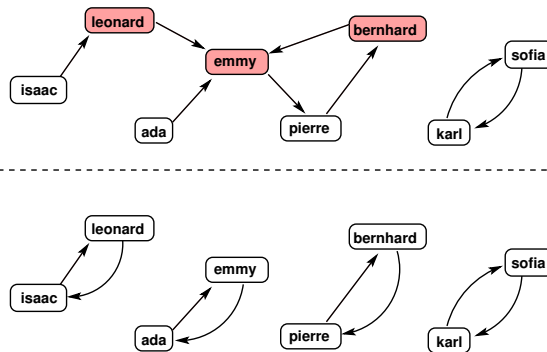 leonard
bernhard
emmy
sofia
isaac
ada
pierre
karl
leonard
bernhard
emmy
sofia
isaac
ada
pierre
karl